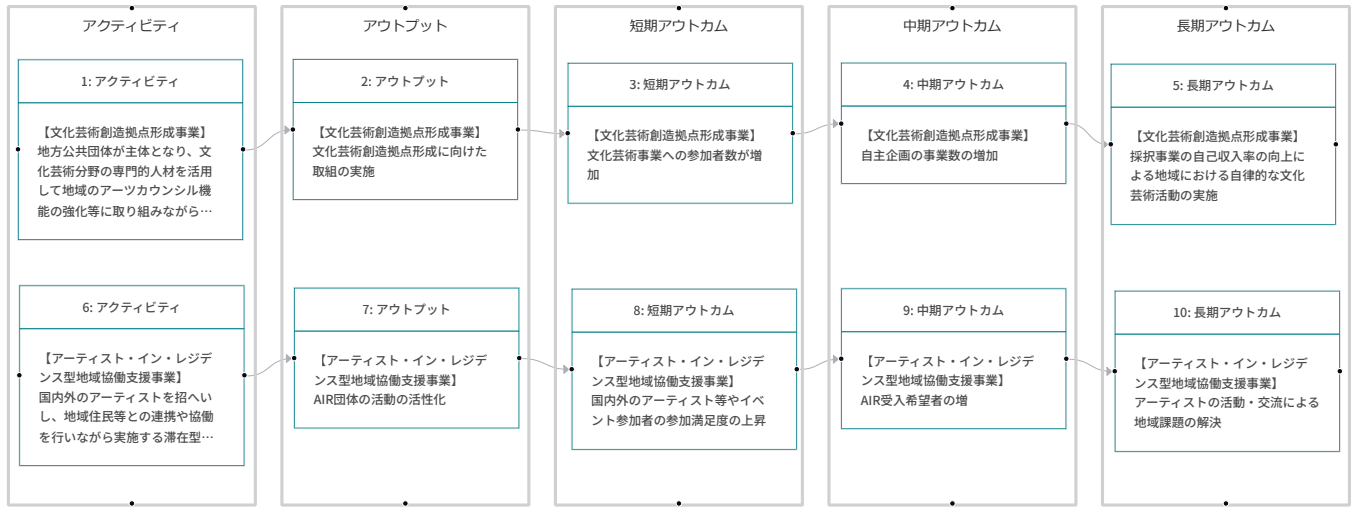 アクティビティ
アウトプット
短期アウトカム
中期アウトカム
長期アウトカム
1: アクティビティ
【文化芸術創造拠点形成事業】
地方公共団体が主体となり、文
化芸術分野の専門的人材を活用
して地域のアーツカウンシル機
能の強化等に取り組みながら…
2: アウトプット
【文化芸術創造拠点形成事業】
文化芸術創造拠点形成に向けた
取組の実施
3: 短期アウトカム
【文化芸術創造拠点形成事業】
文化芸術事業への参加者数が増
加
4: 中期アウトカム
【文化芸術創造拠点形成事業】
自主企画の事業数の増加
5: 長期アウトカム
【文化芸術創造拠点形成事業】
採択事業の自己収入率の向上に
よる地域における自律的な文化
芸術活動の実施
6: アクティビティ
【アーティスト・イン・レジデ
ンス型地域協働支援事業】
国内外のアーティストを招へい
し、地域住民等との連携や協働
を行いながら実施する滞在型…
7: アウトプット
【アーティスト・イン・レジデ
ンス型地域協働支援事業】
AIR団体の活動の活性化
8: 短期アウトカム
【アーティスト・イン・レジデ
ンス型地域協働支援事業】
国内外のアーティスト等やイベ
ント参加者の参加満足度の上昇
9: 中期アウトカム
【アーティスト・イン・レジデ
ンス型地域協働支援事業】
AIR受入希望者の増
10: 長期アウトカム
【アーティスト・イン・レジデ
ンス型地域協働支援事業】
アーティストの活動・交流による
地域課題の解決